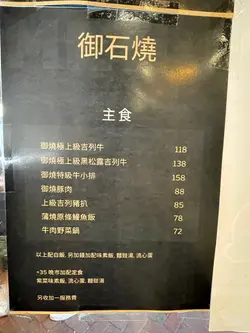 御石燒
主食
御燒極上級吉列牛 118
御燒極上級黑松露吉列牛 138
御燒特級牛小排 158
御燒豚肉 88
上級吉列豬扒 85
蒲燒原條鰻魚飯 78
牛肉野菜鍋 72
以上配白飯, 另加錢加配味素飯, 麵豉湯, 流心蛋
+35 晚市加配定食
紫菜味素飯, 流心蛋, 麵豉湯
另收加一服務費